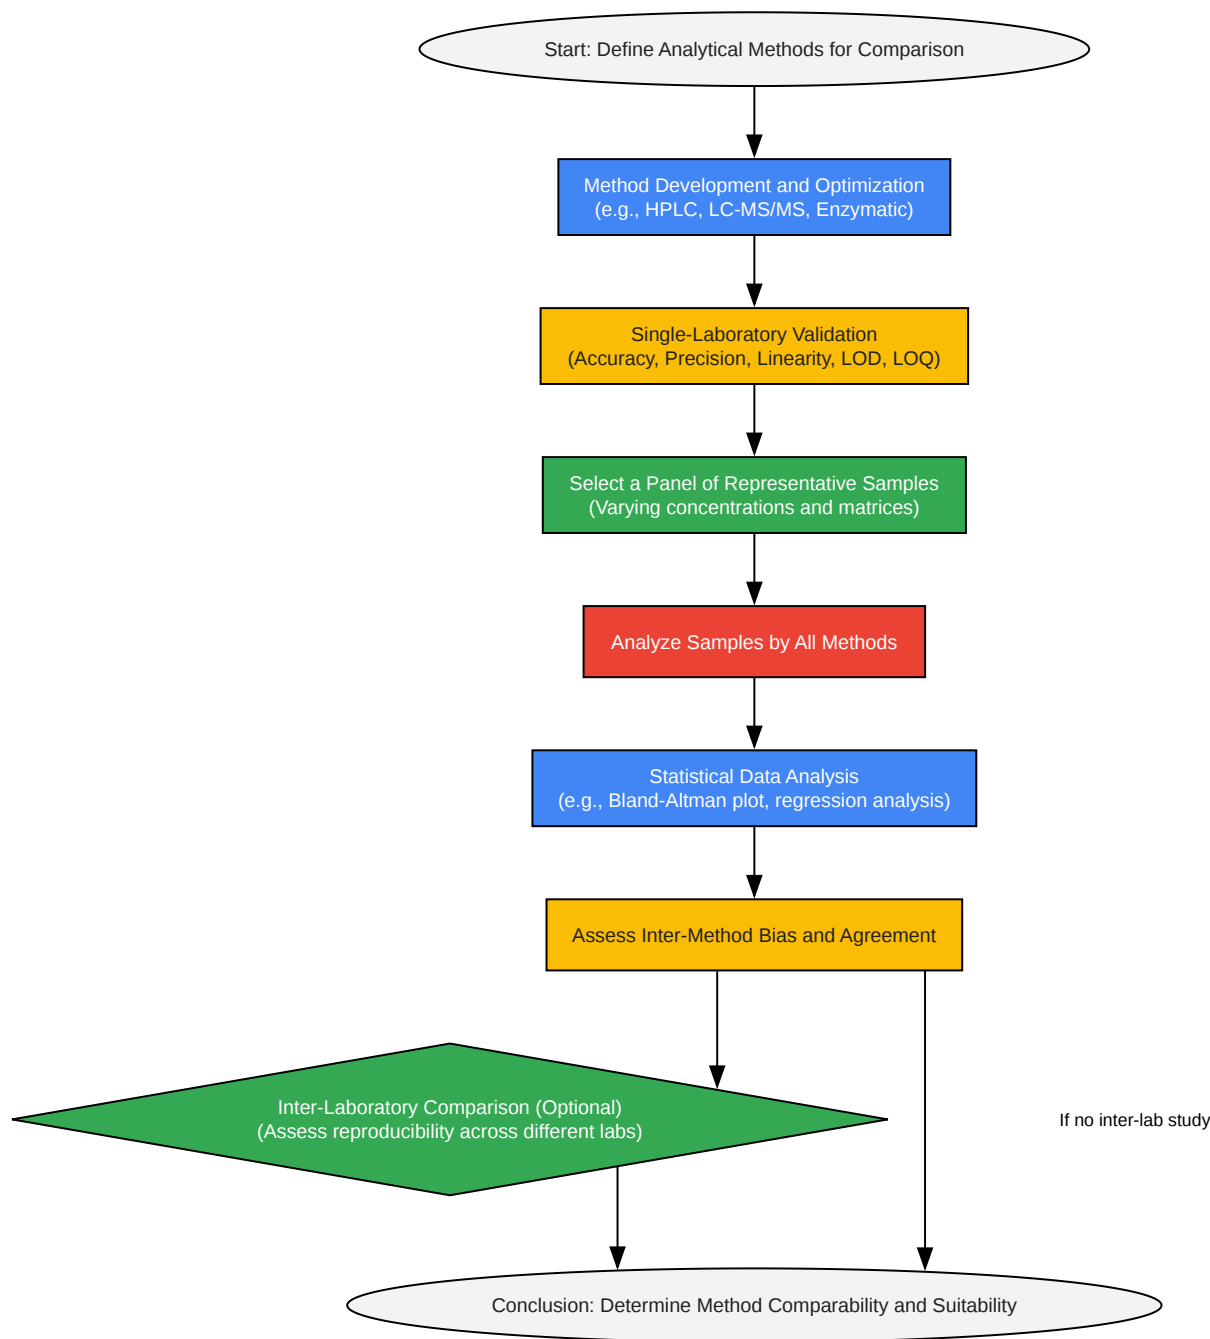 Start: Define Analytical Methods for Comparison
Method Development and Optimization
(e.g., HPLC, LC-MS/MS, Enzymatic)
Single-Laboratory Validation
(Accuracy, Precision, Linearity, LOD, LOQ)
Select a Panel of Representative Samples
(Varying concentrations and matrices)
Analyze Samples by All Methods
Statistical Data Analysis
(e.g., Bland-Altman plot, regression analysis)
Assess Inter-Method Bias and Agreement
Inter-Laboratory Comparison (Optional)
(Assess reproducibility across different labs)
If no inter-lab study
Conclusion: Determine Method Comparability and Suitability